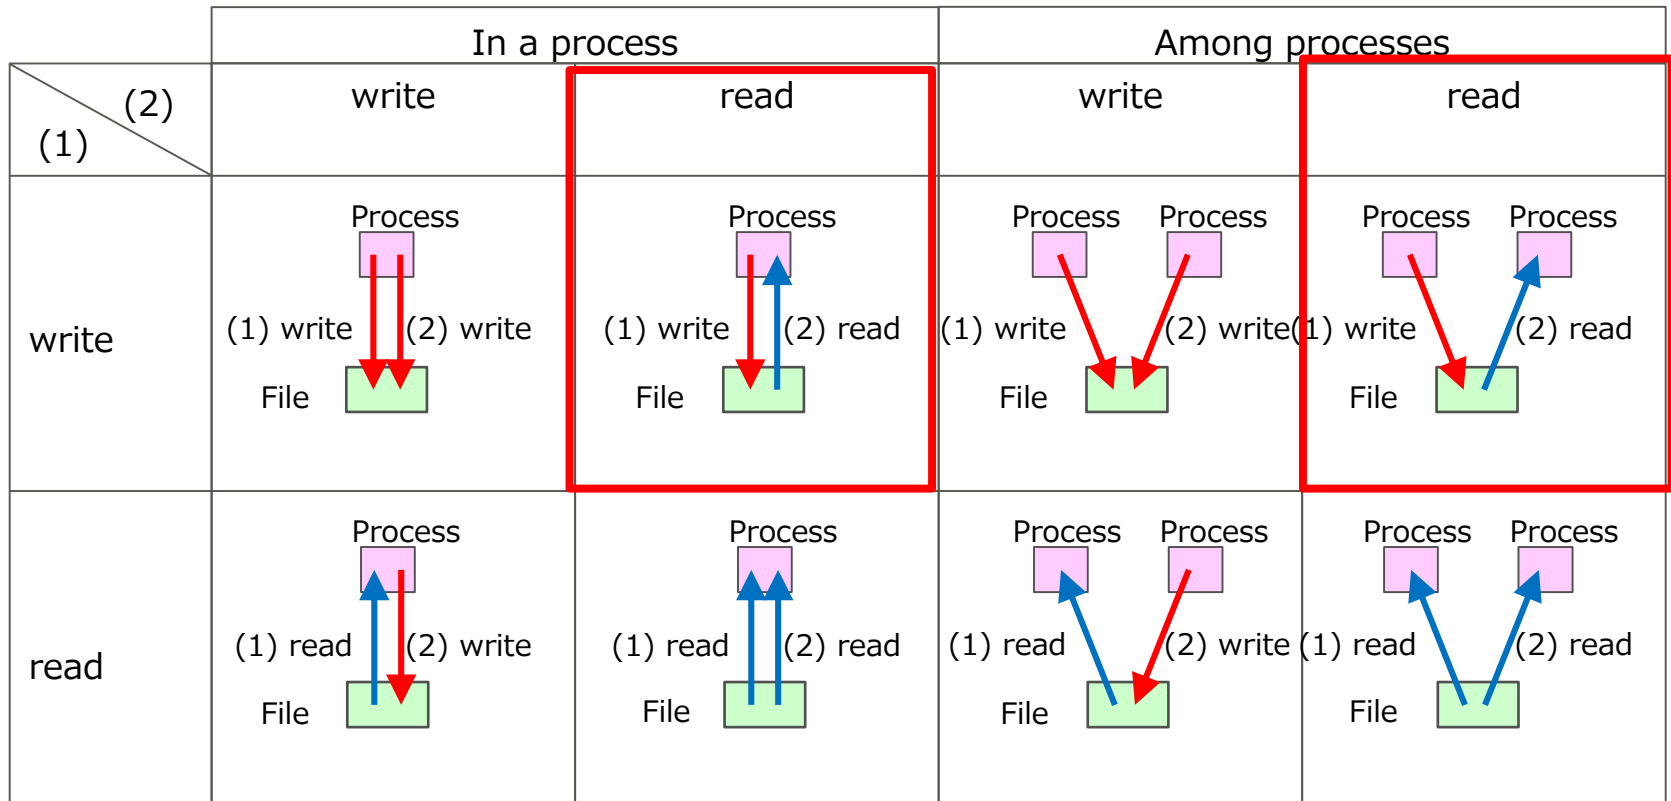 In a process
Among processes
(2)
(1)
write
read
write
read
write
Process
(1) write
(2) write
File
Process
(1) write
(2) read
File
Process
Process
(1) write
(2) write
File
Process
Process
(1) write
(2) read
File
read
Process
(1) read
(2) write
File
Process
(1) read
(2) read
File
Process
Process
(1) read
(2) write
File
Process
Process
(1) read
(2) read
File